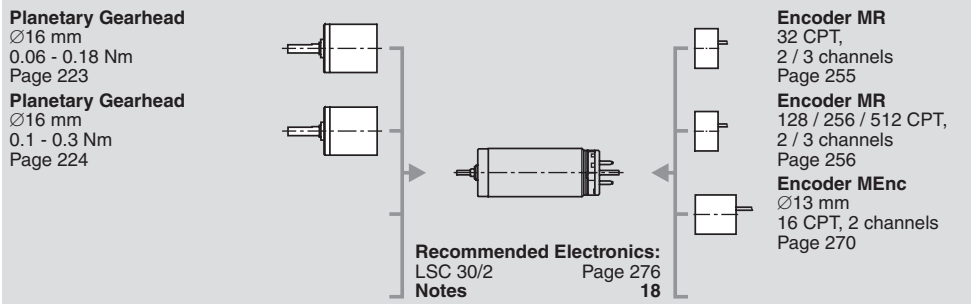 Planetary Gearhead
∅16 mm
0.06 - 0.18 Nm
Page 223
Planetary Gearhead
∅16 mm
0.1 - 0.3 Nm
Page 224
Encoder MR
32 CPT,
2 / 3 channels
Page 255
Encoder MR
128 / 256 / 512 CPT,
2 / 3 channels
Page 256
Encoder MEnc
∅13 mm
16 CPT, 2 channels
Page 270
Recommended Electronics:
LSC 30/2 Page 276
Notes 18